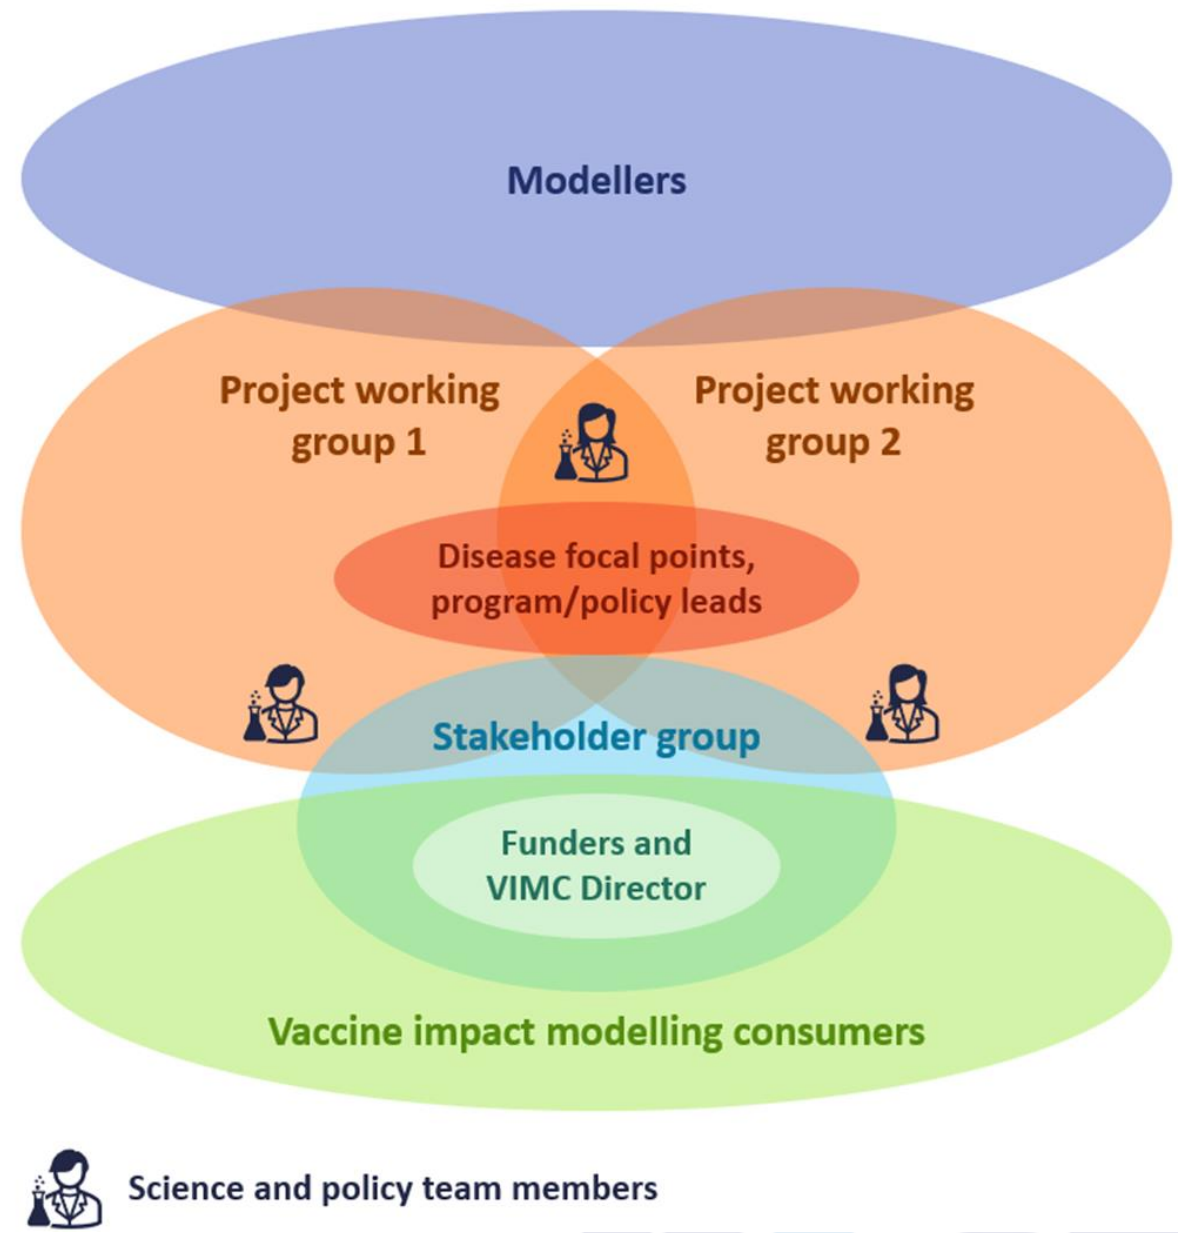 Modellers
Project working
group 1
Project working
group 2
Disease focal points,
program/policy leads
Stakeholder group
Funders and
VIMC Director
Vaccine impact modelling consumers
Science and policy team members